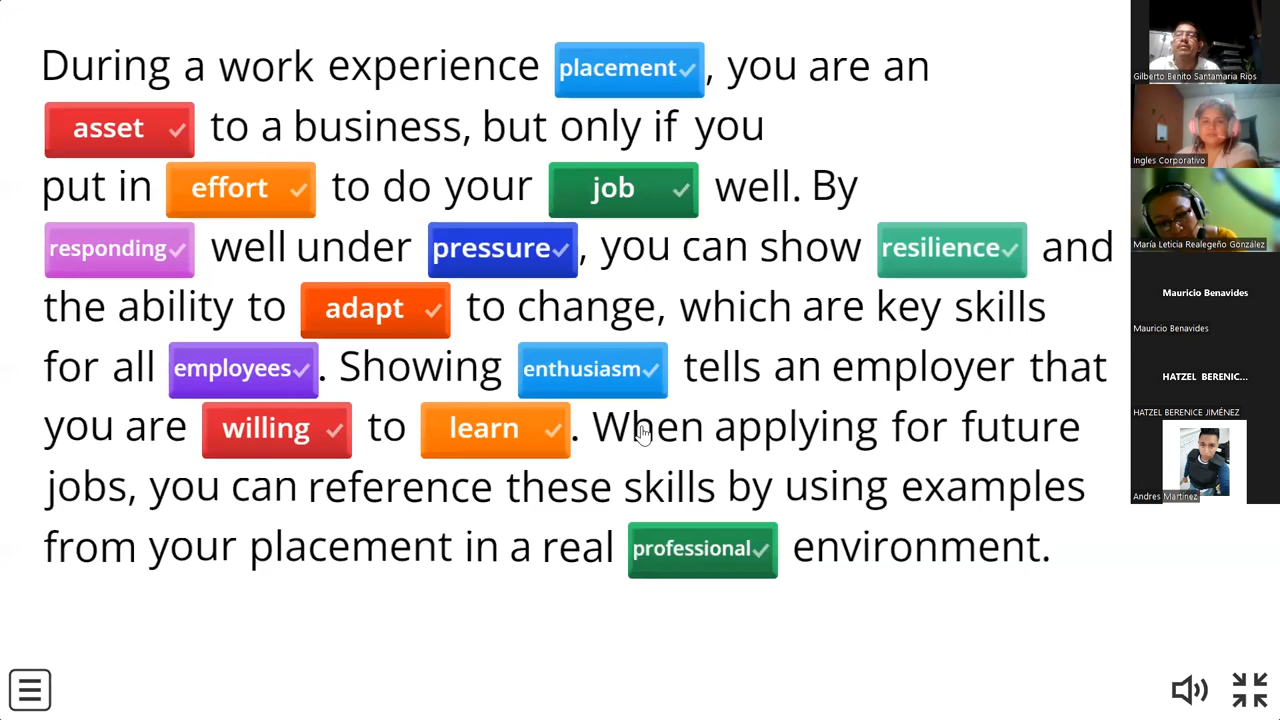 During a work experience placement, you are an
asset to a business, but only if you
put in effort to do your job well. By
responding well under pressure, you can show resilience and
the ability to adapt to change, which are key skills
for all employees. Showing enthusiasm tells an employer that
you are willing to learn. When applying for future
jobs, you can reference these skills by using examples
from your placement in a real professional environment.
Gilberto Benito Santamaria Rios
Ingles Corporativo
María Leticia Realegeño González
Mauricio Benavides
Mauricio Benavides
HATZEL BERENIC...
HATZEL BERENICE JIMÉNEZ
Andres Martinez